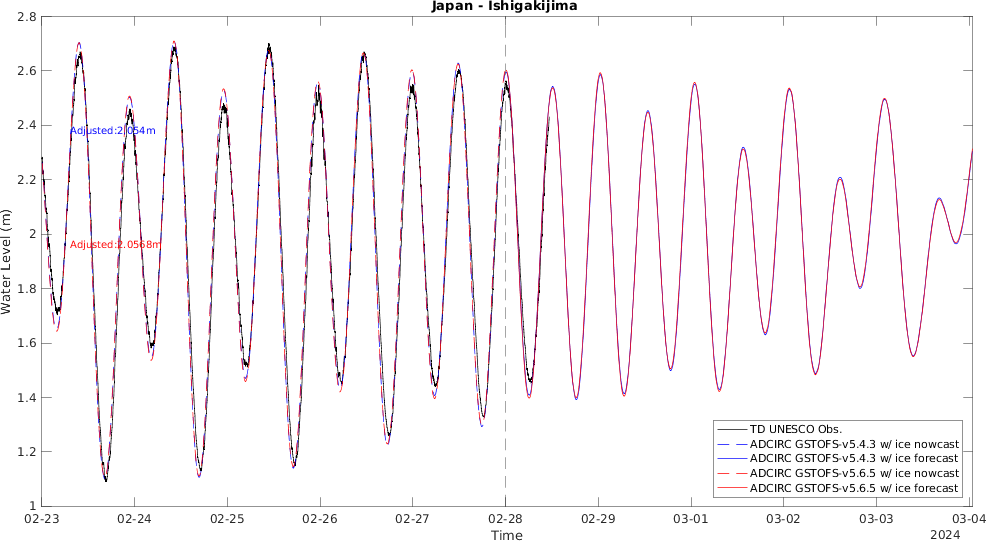 Japan - Ishigakijima
2.8
2.6
2.4
2.2
2
1.8
1.6
1.4
1.2
1
Water Level (m)
Adjusted:2.054m
Adjusted:2.0568m
TD UNESCO Obs.
ADCIRC GSTOFS-v5.4.3 w/ ice nowcast
ADCIRC GSTOFS-v5.4.3 w/ ice forecast
ADCIRC GSTOFS-v5.6.5 w/ ice nowcast
ADCIRC GSTOFS-v5.6.5 w/ ice forecast
02-23 02-24 02-25 02-26 02-27 02-28 02-29 03-01 03-02 03-03 03-04
Time
2024